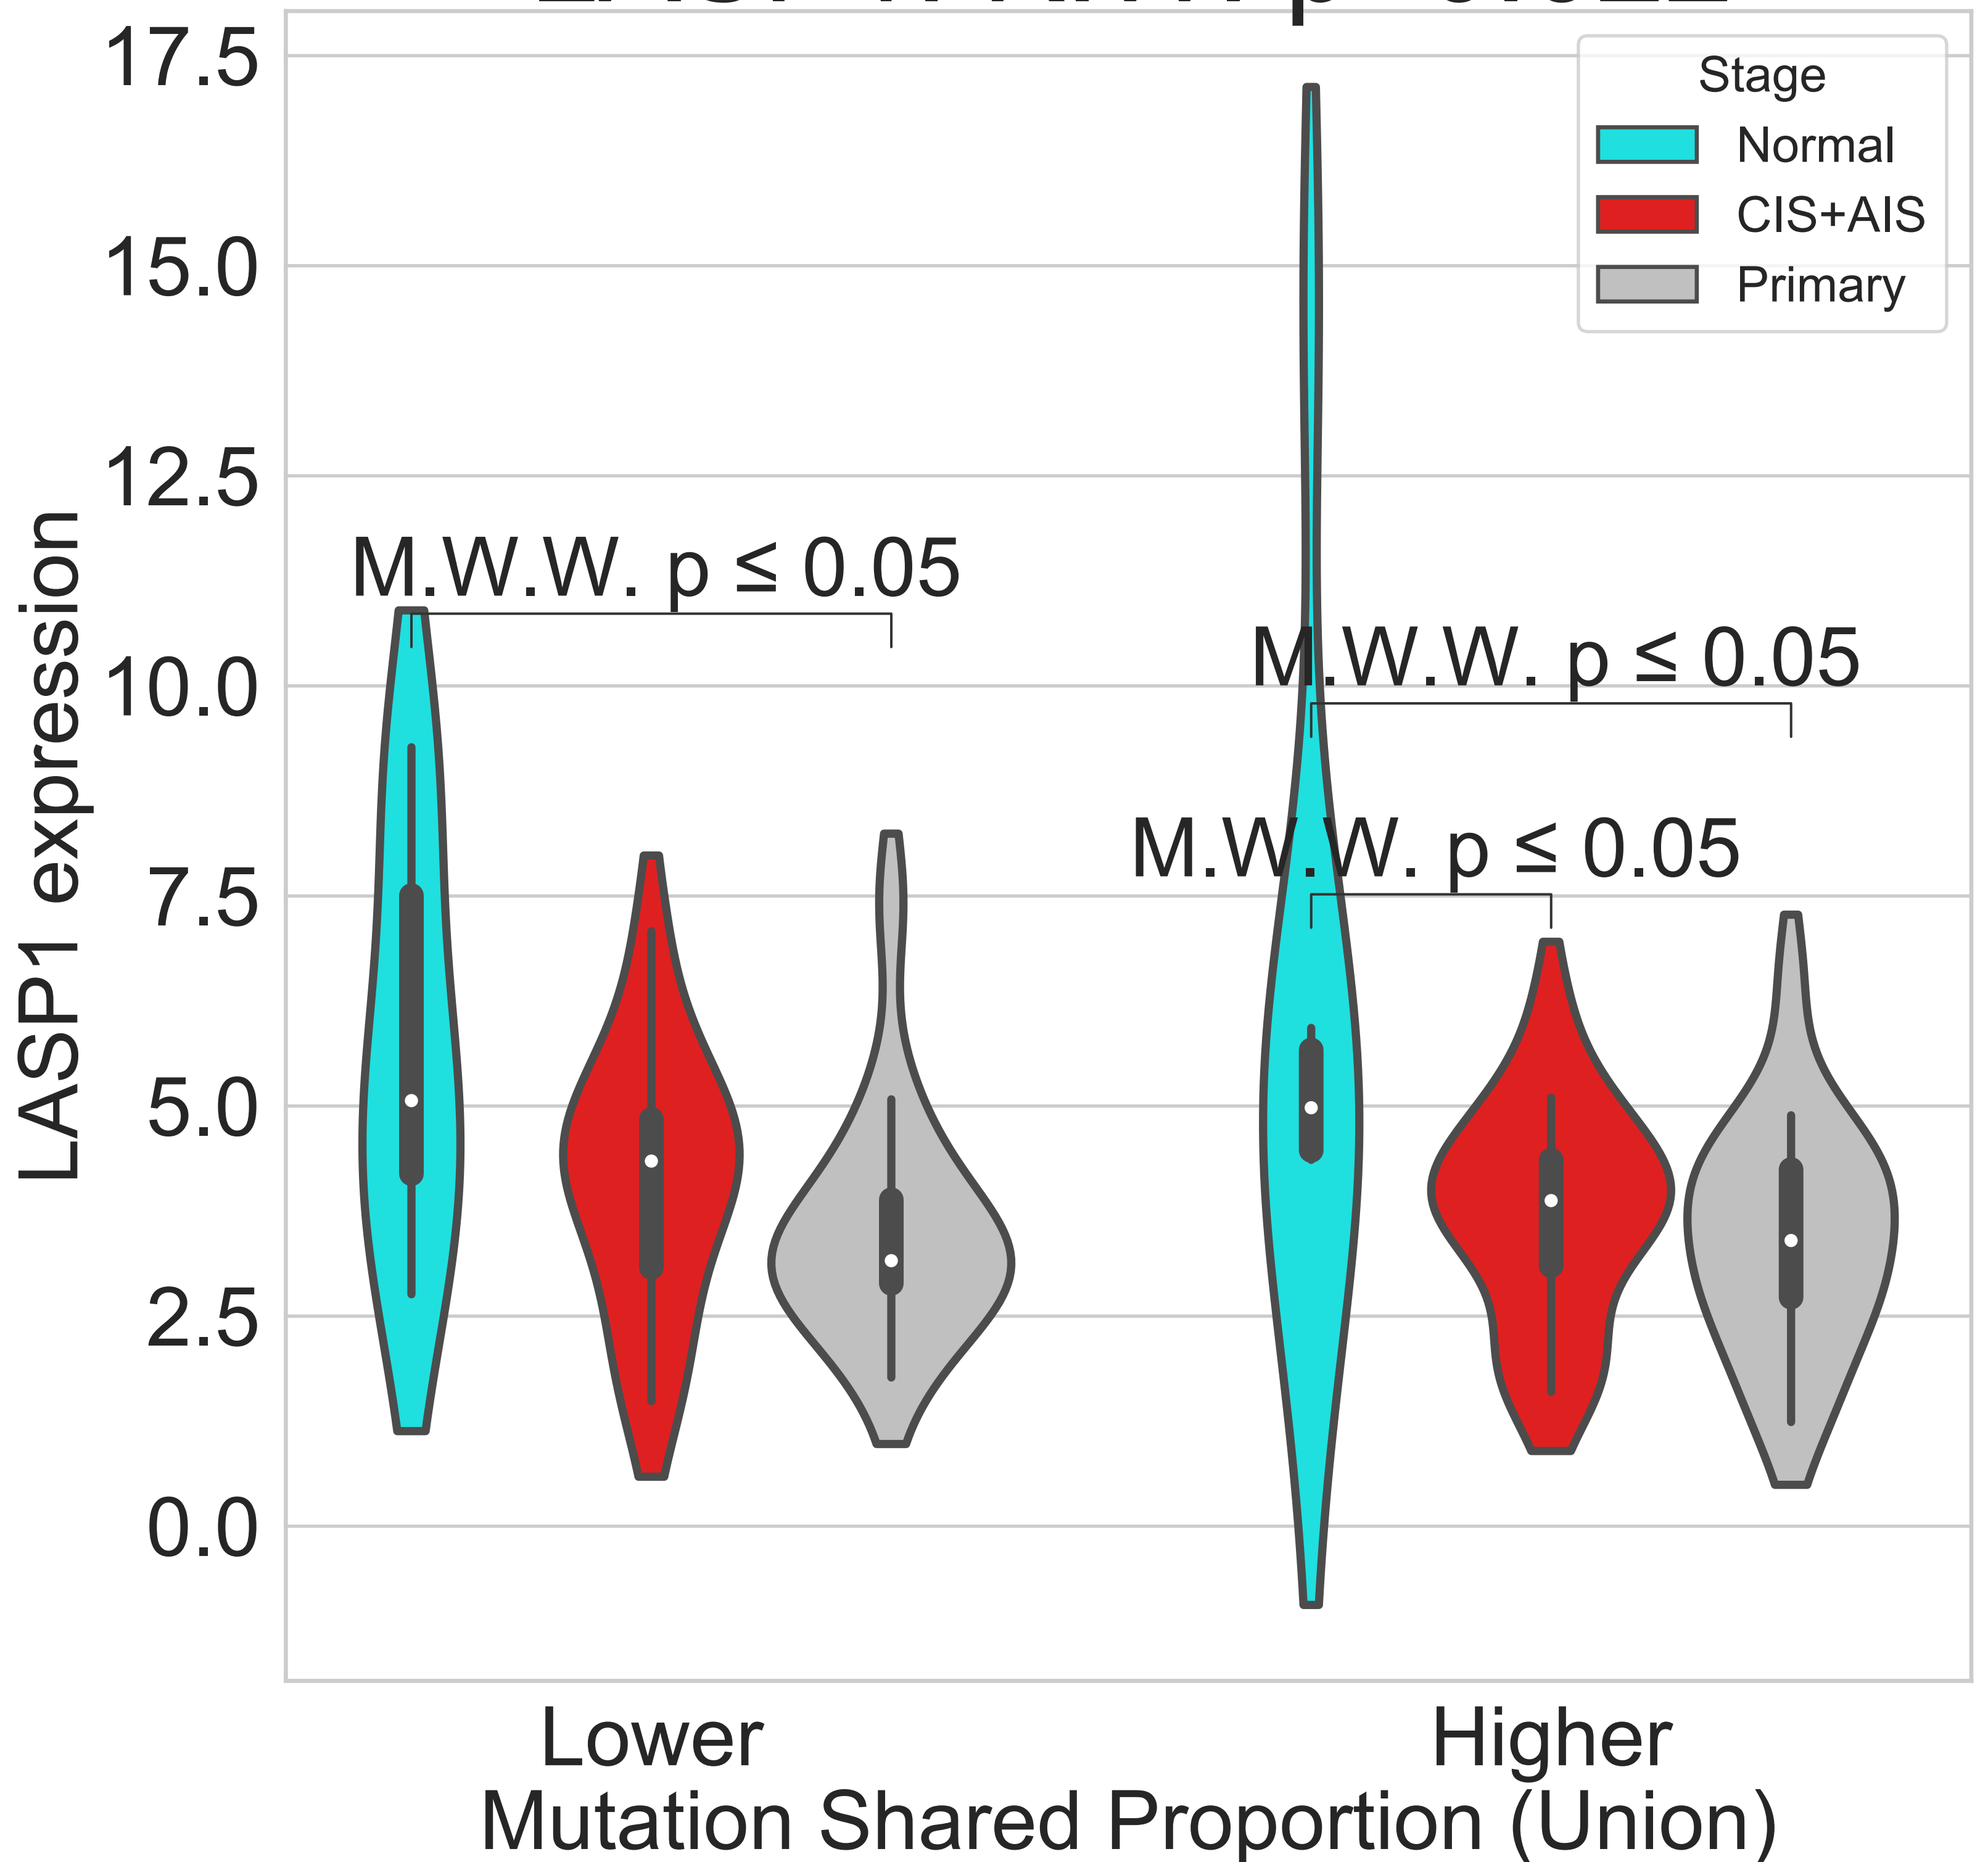 17.5
15.0
12.5
10.0
7.5
5.0
2.5
0.0
LASP1 expression
Stage
Normal
CIS+AIS
Primary
M.W.W. p ≤ 0.05
M.W.W. p ≤ 0.05
M.W.W. p ≤ 0.05
Lower
Higher
Mutation Shared Proportion (Union)